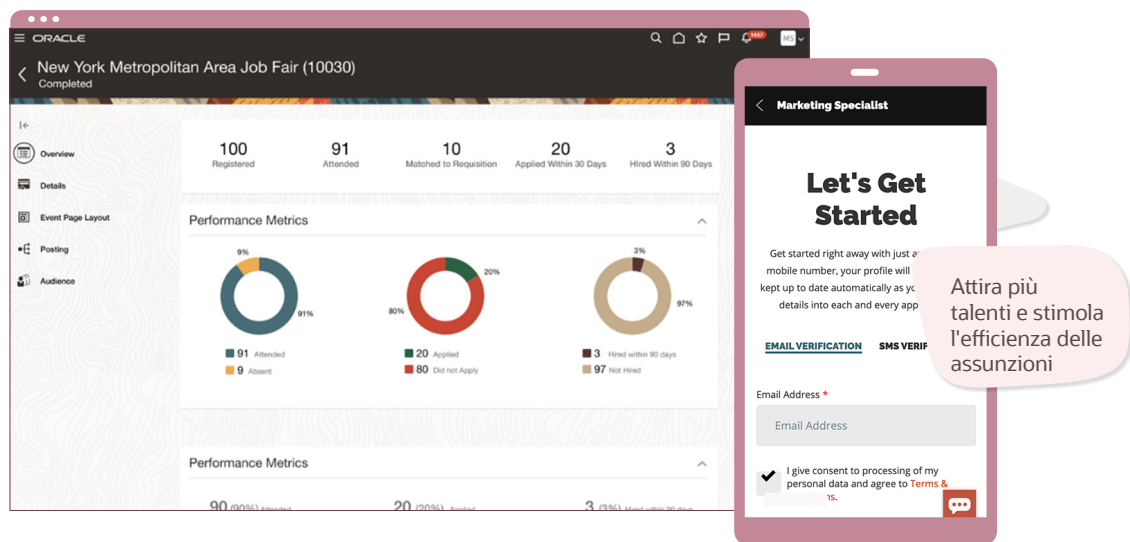 ORACLE
1457
MS
New York Metropolitan Area Job Fair (10030)
Completed
Overview
Details
Event Page Layout
Posting
Audience
100 91 10 20 3
Registered Attended Matched to Requisition Applied Within 30 Days Hired Within 90 Days
Performance Metrics
9%
91%
91 Attended
9 Absent
20%
80%
20 Applied
80 Did not Apply
3%
97%
3 Hired within 90 days
97 Not Hired
Performance Metrics
90 (90%) Attended 20 (20%) Applied 3 (3%) Hired within 90 days
Marketing Specialist
Let's Get
Started
Get started right away with just
mobile number, your profile will
kept up to date automatically as
details into each and every
EMAIL VERIFICATION SMS
Email Address *
Email Address
I give consent to processing of my
personal data and agree to Terms &
Attira più
talenti e stimola
l'efficienza delle
assunzioni